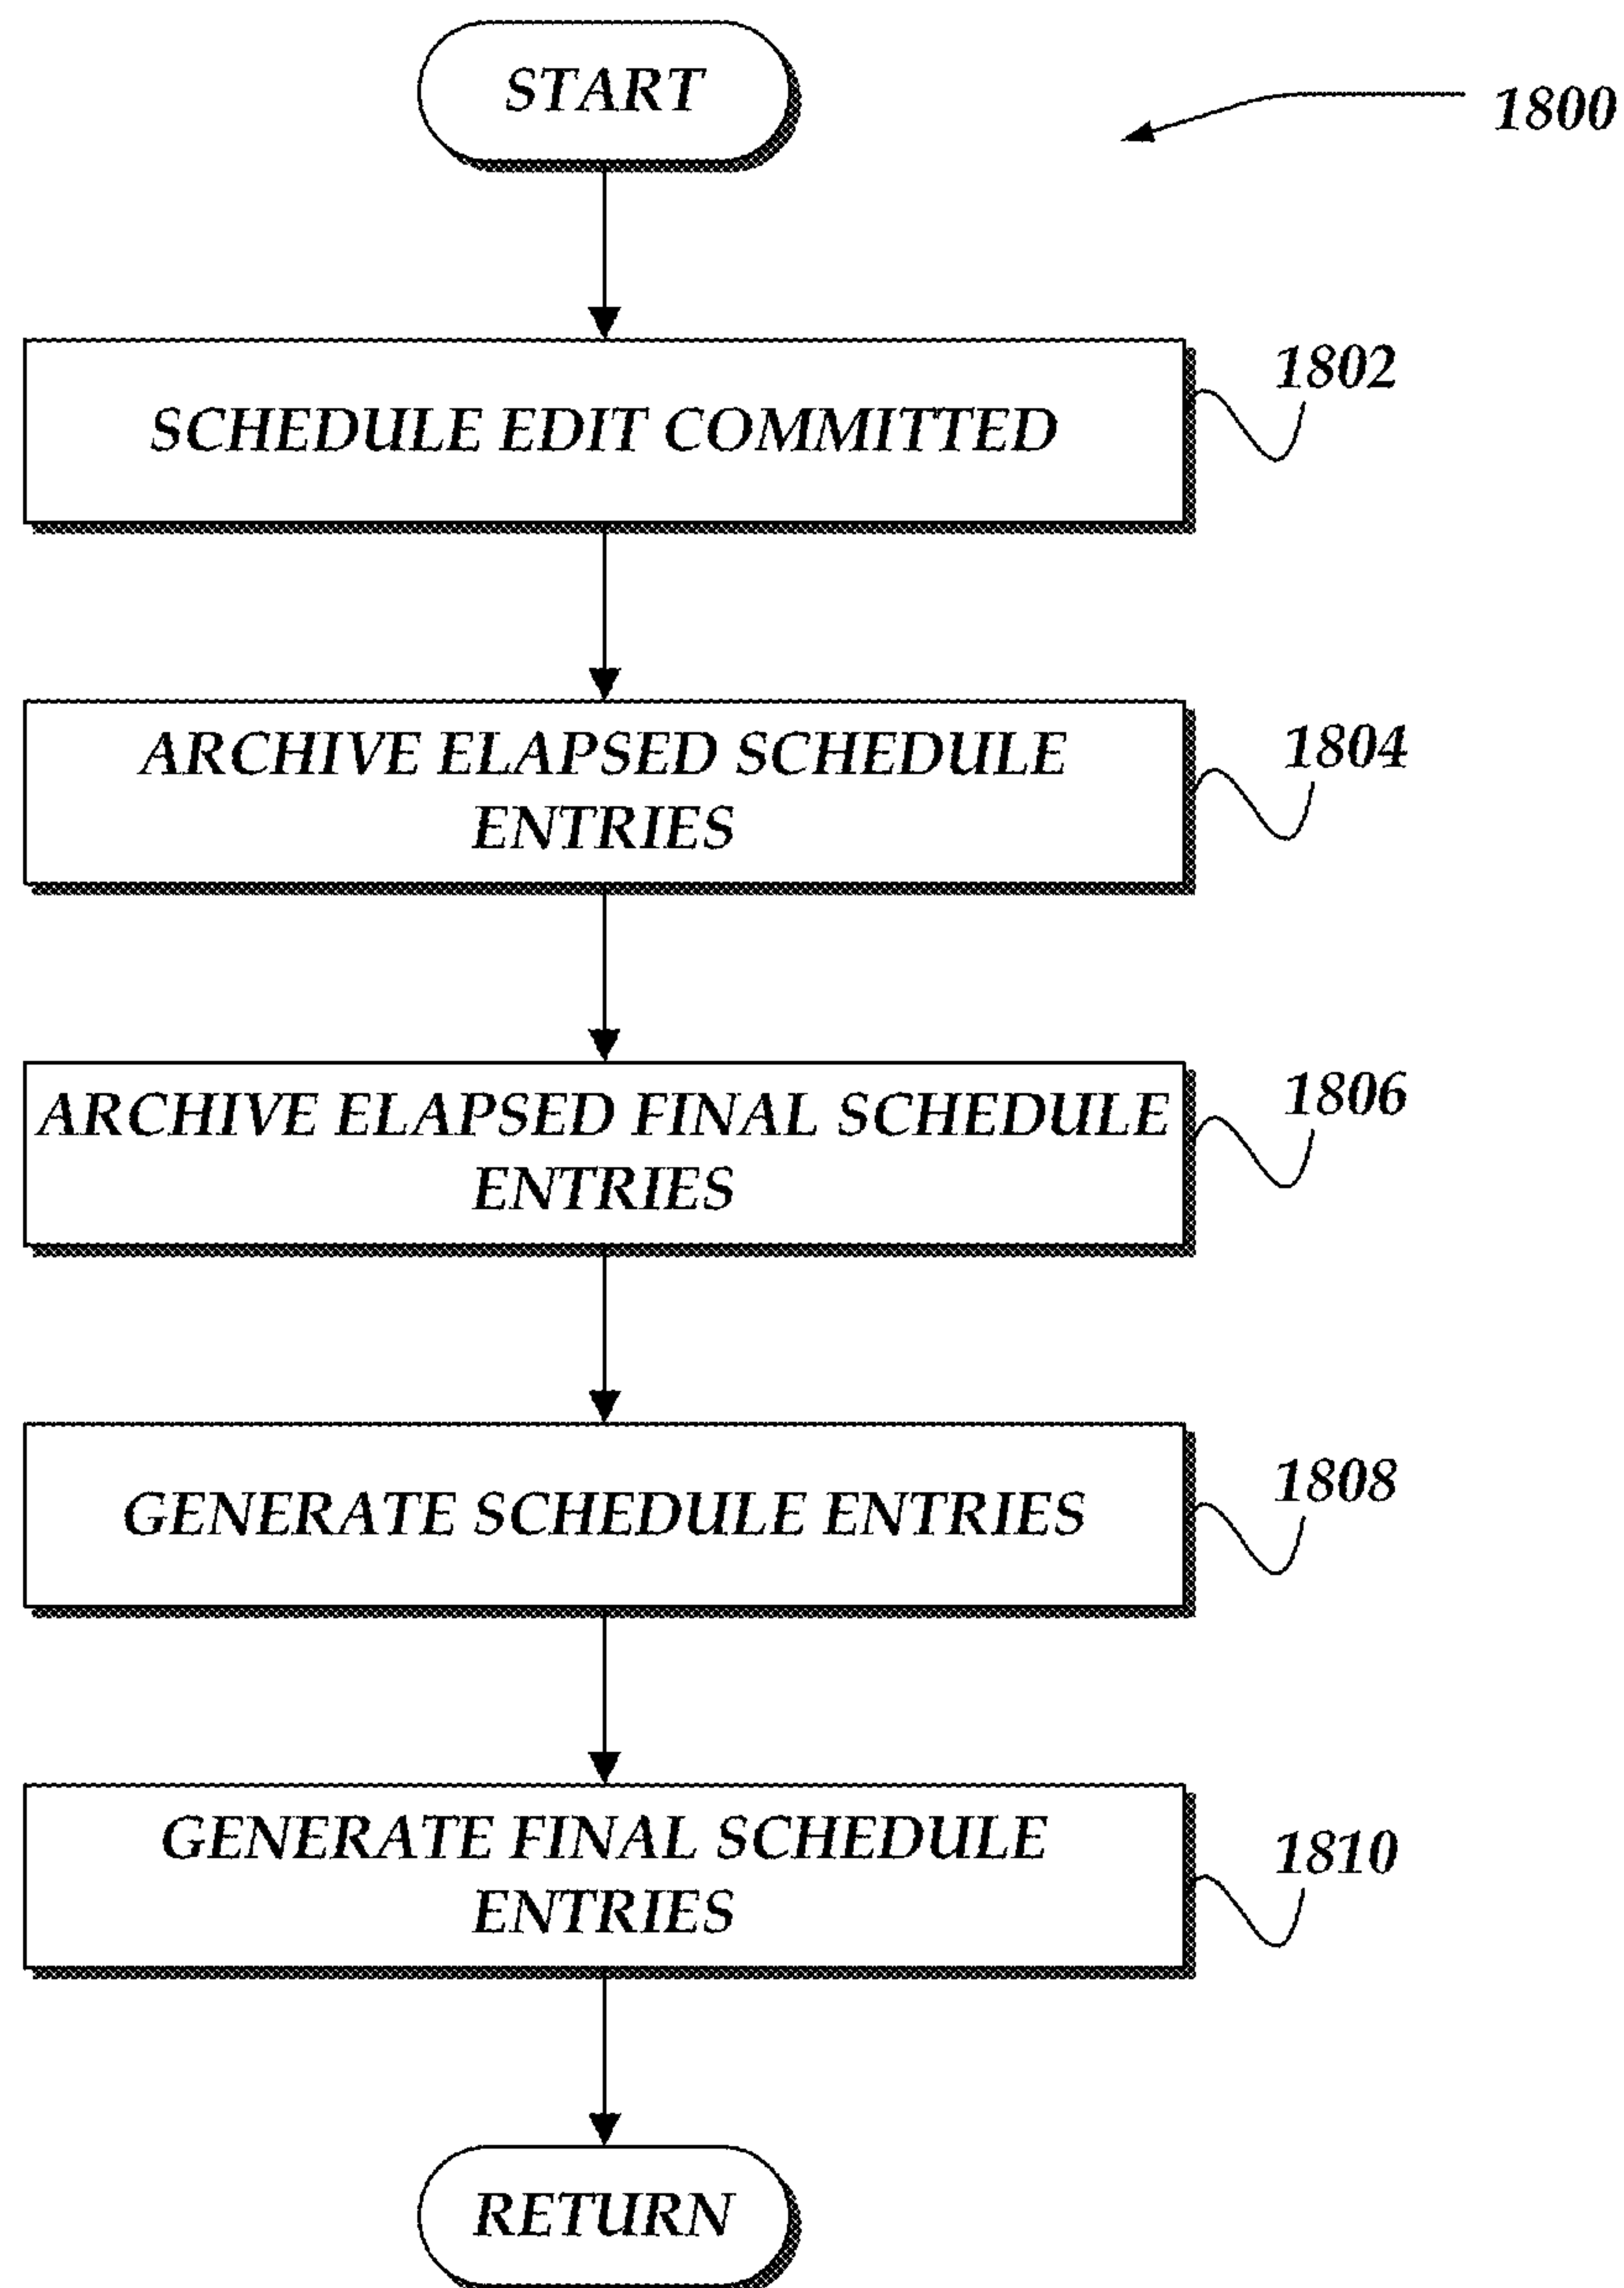 START
1800
SCHEDULE EDIT COMMITTED
1802
ARCHIVE ELAPSED SCHEDULE
ENTRIES
1804
ARCHIVE ELAPSED FINAL SCHEDULE
ENTRIES
1806
GENERATE SCHEDULE ENTRIES
1808
GENERATE FINAL SCHEDULE
ENTRIES
1810
RETURN